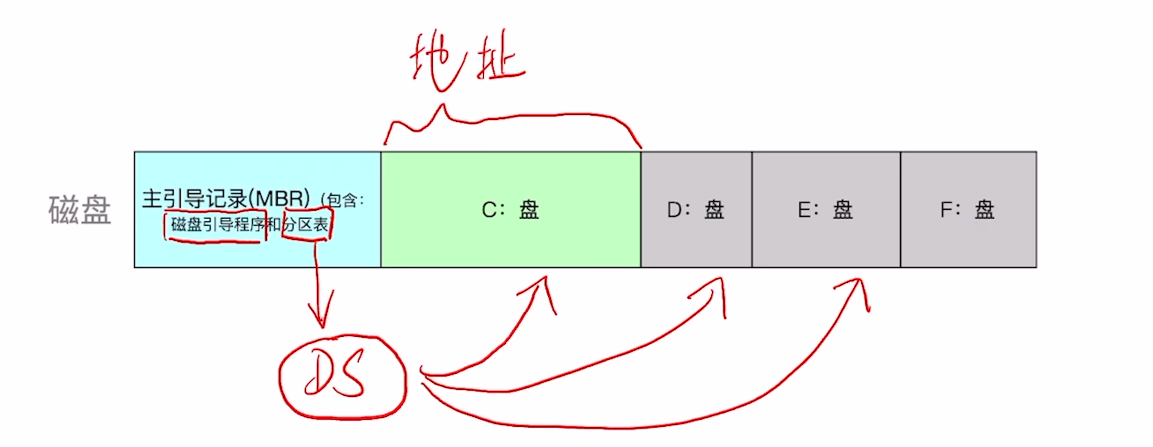 地址
磁盘
主引导记录(MBR) (包含：
磁盘引导程序和分区表
C：盘
D：盘
E：盘
F：盘
DS